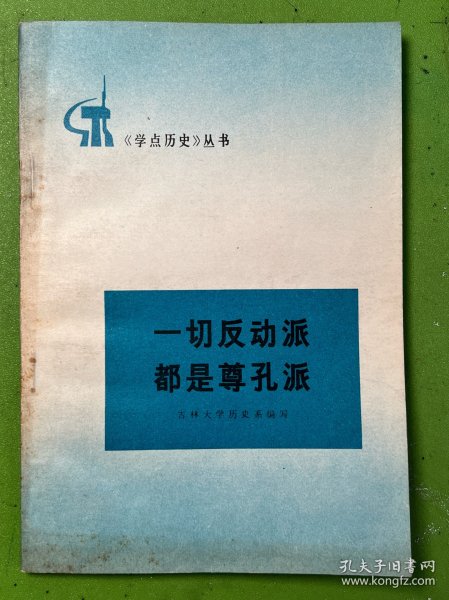 《学点历史》丛书
一切反动派
都是尊孔派
吉林大学历史系编写
孔夫子旧书网
www.kongfz.com